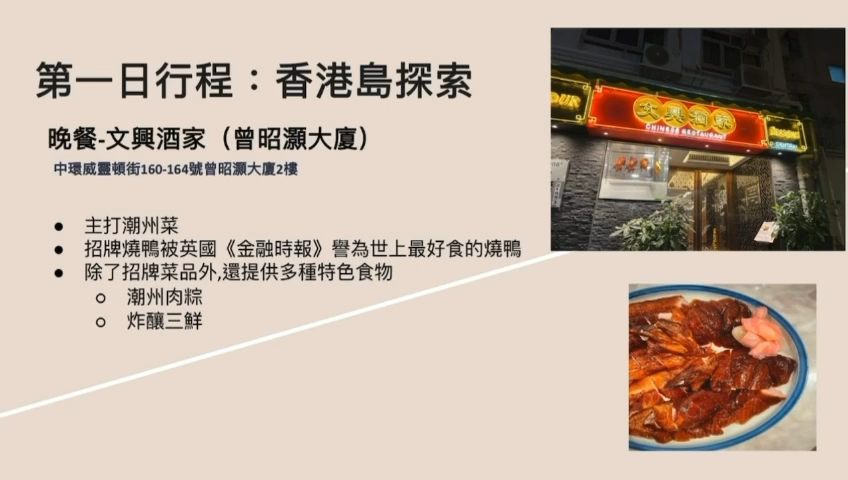 第一日行程：香港島探索
晚餐-文興酒家（曾昭灝大廈）
中環威靈頓街160-164號曾昭灝大廈2樓
● 主打潮州菜
● 招牌燒鴨被英國《金融時報》譽為世上最好食的燒鴨
● 除了招牌菜品外,還提供多種特色食物
○ 潮州肉粽
○ 炸釀三鮮
文興酒家
CHINESE RESTAURANT